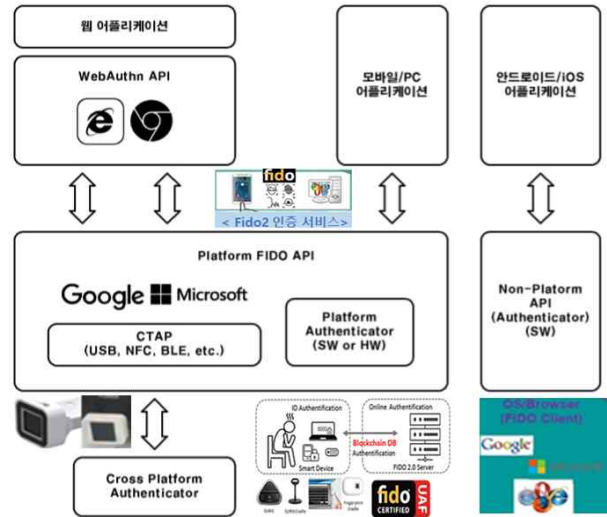 웹 어플리케이션
WebAuthn API
모바일/PC
어플리케이션
안드로이드/iOS
어플리케이션
fido
< Fido2 인증 서비스>
Platform FIDO API
Google Microsoft
CTAP
(USB, NFC, BLE, etc.)
Platform
Authenticator
(SW or HW)
Non-Platorm
API
(Authenticator)
(SW)
ID Authentification
Online Authentification
Blockchain DB
Authentification
Smart Device
FIDO 2.0 Server
OS/Browser
(FIDO Client)
Google
Microsoft
Cross Platform
Authenticator
fido
CERTIFIED
UAF